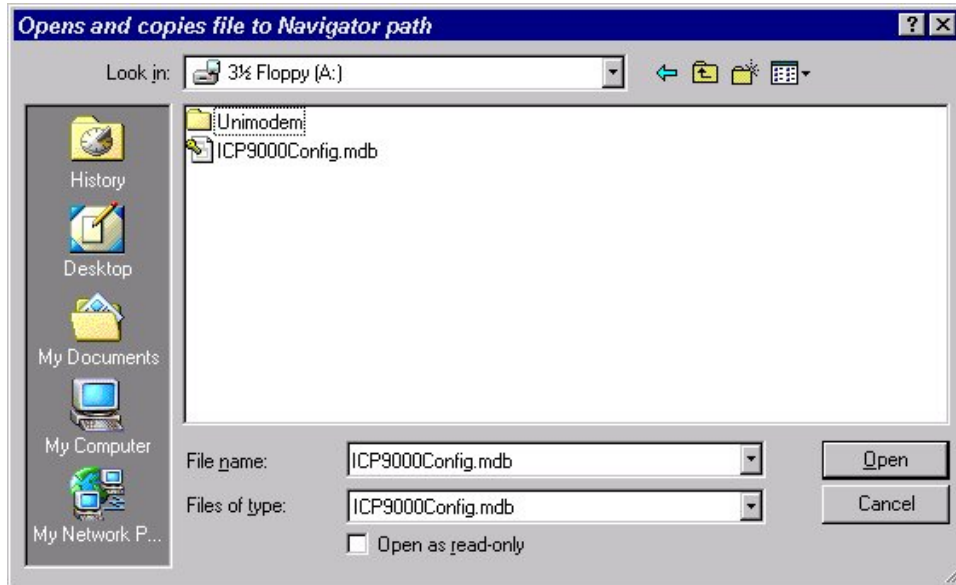 Opens and copies file to Navigator path
Look in: 3½ Floppy (A:)
Unimodem
ICP9000Config.mdb
History
Desktop
My Documents
My Computer
My Network P...
File name: ICP9000Config.mdb Open
Files of type: ICP9000Config.mdb Cancel
Open as read-only